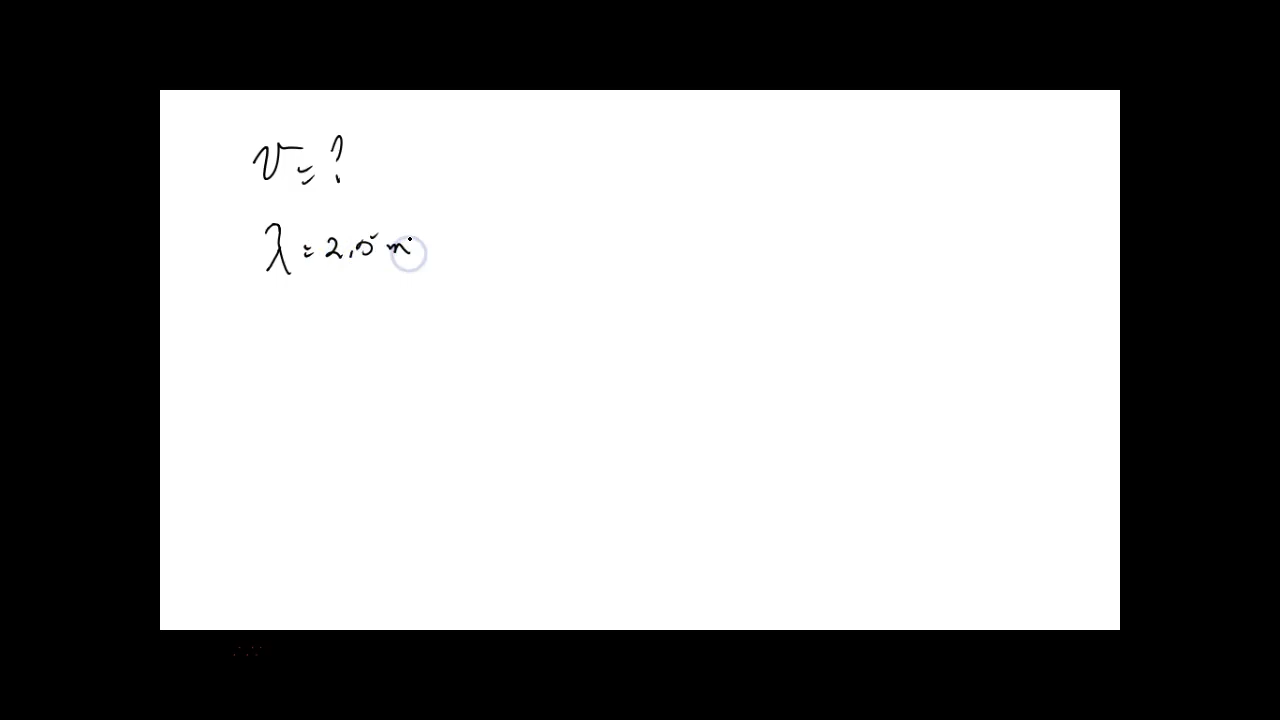 v = ?
λ = 2.5 m